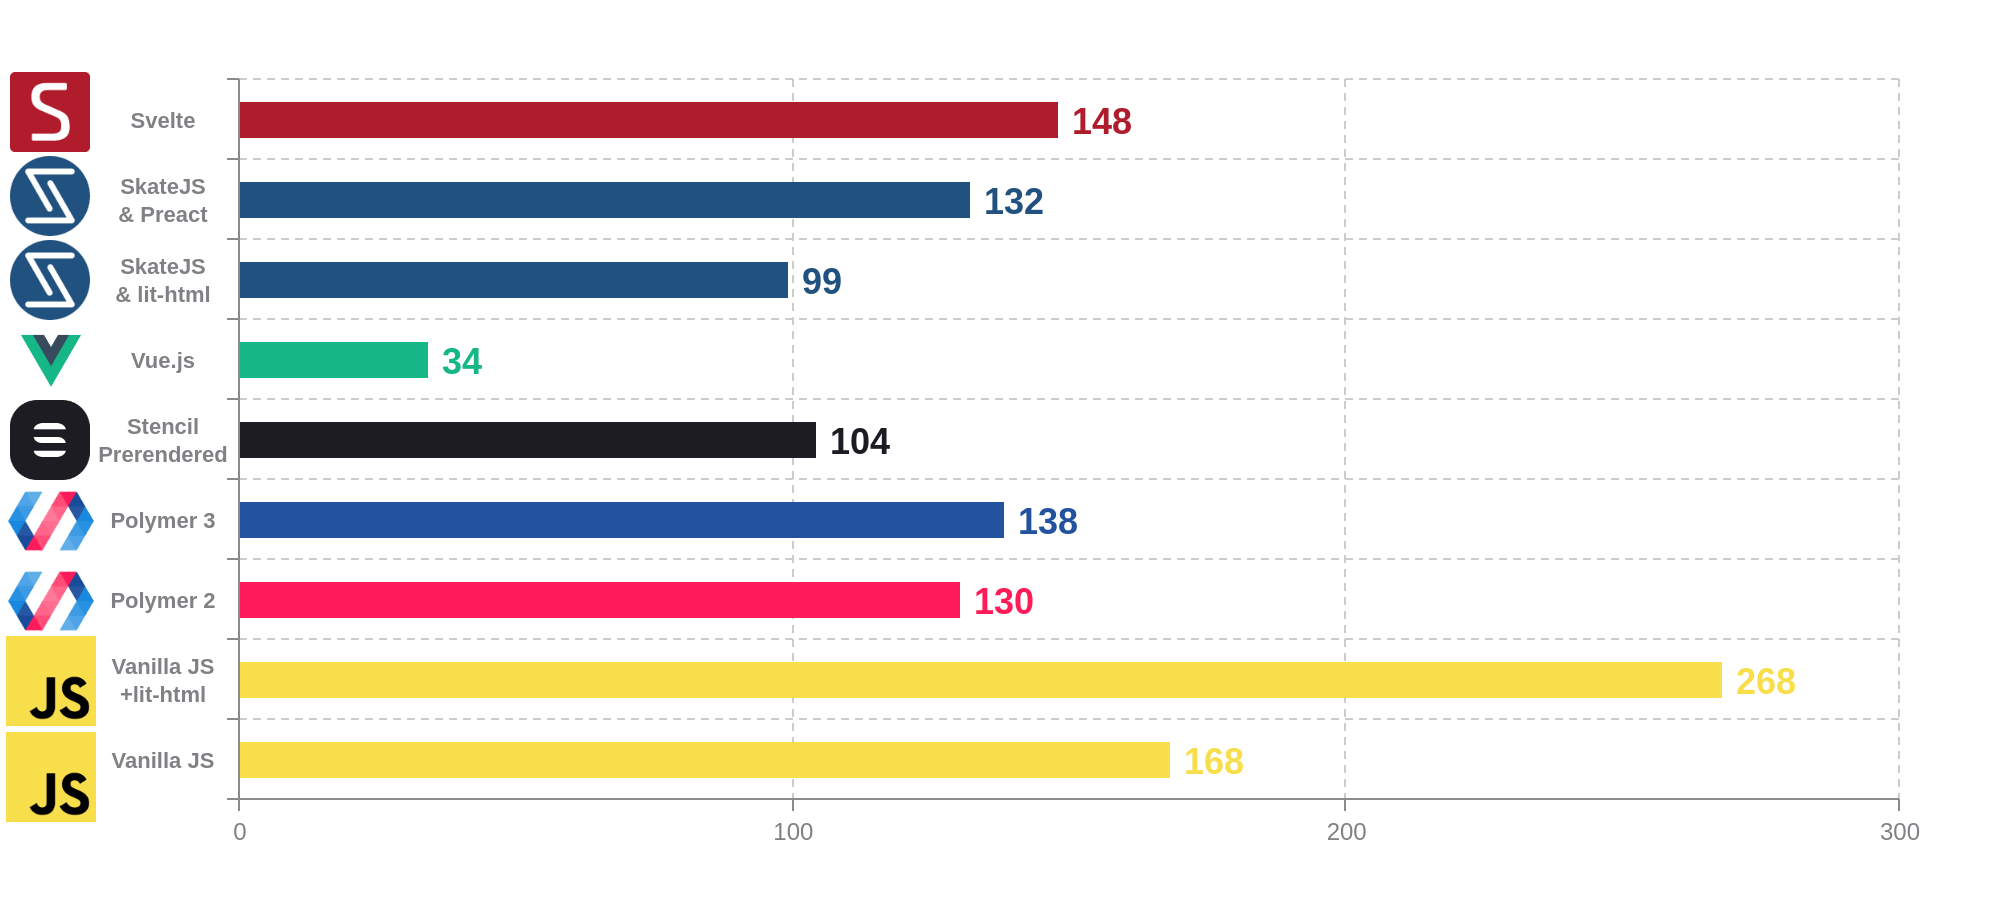 Svelte
148
SkateJS
& Preact
132
SkateJS
& lit-html
99
Vue.js
34
Stencil
Prerendered
104
Polymer 3
138
Polymer 2
130
Vanilla JS
+lit-html
268
JS
Vanilla JS
168
JS
0 100 200 300